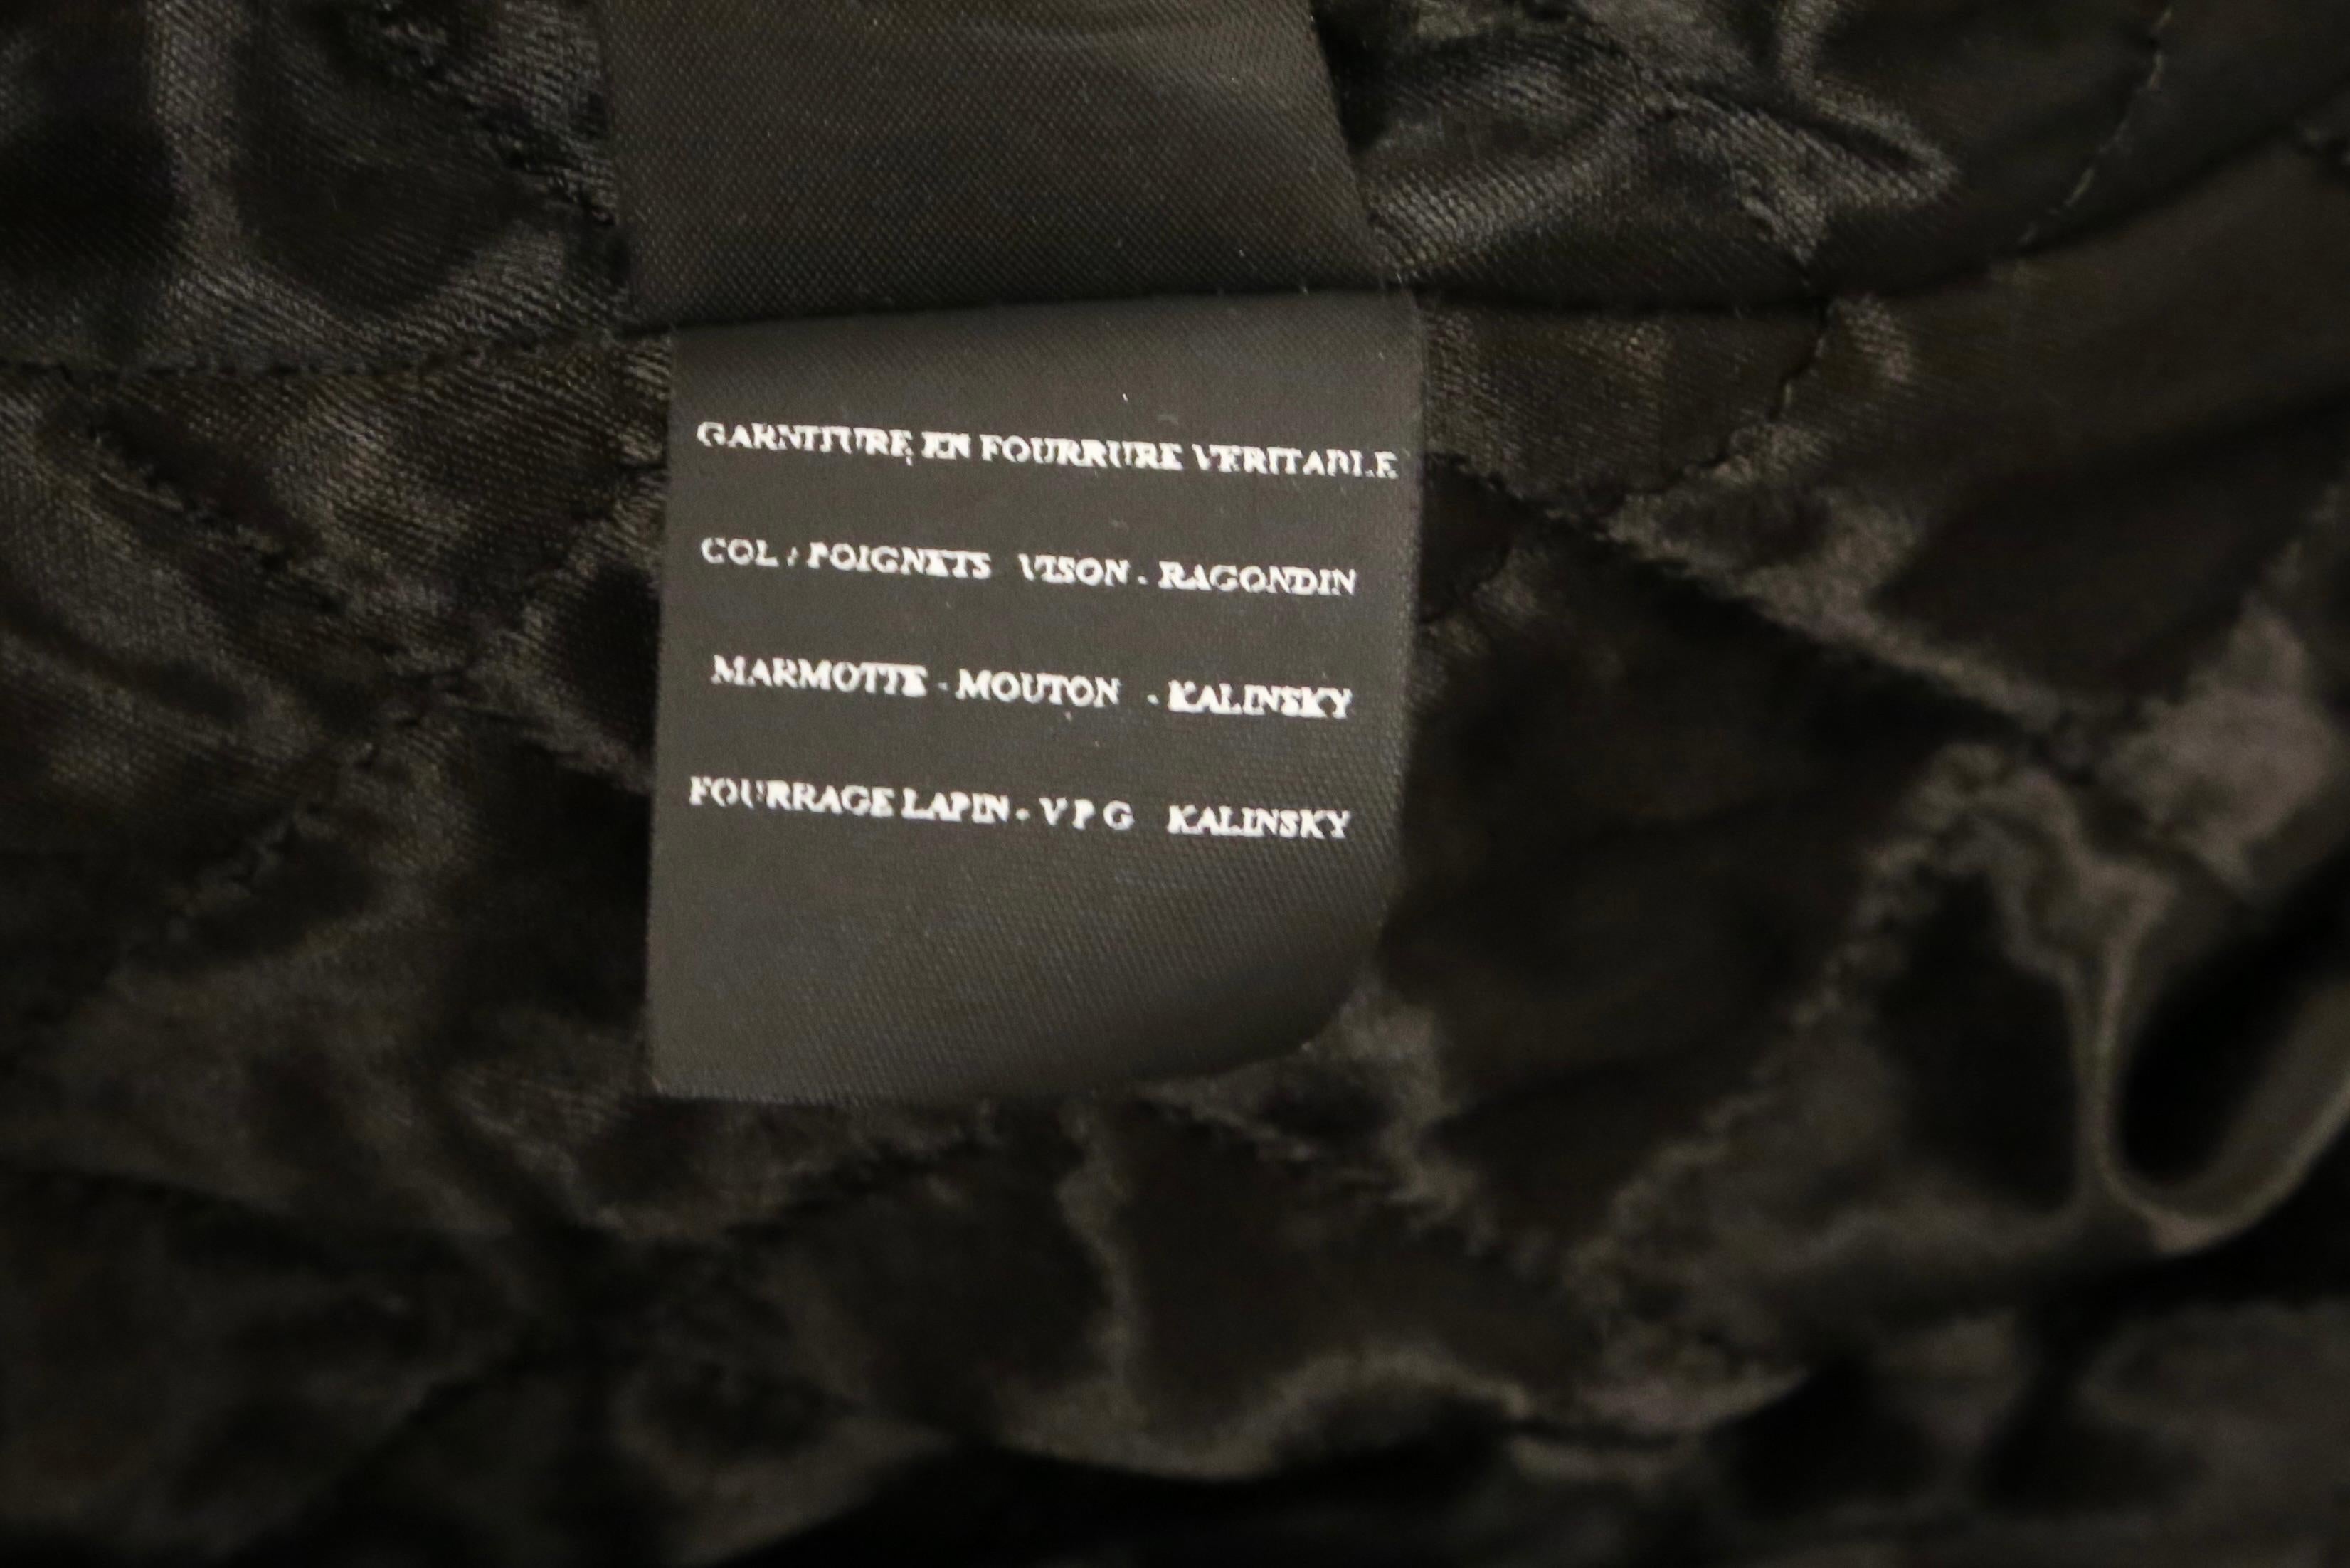 GARNITURE EN FOURRURE VERITABLE
COL / POIGNETS VISON - RAGONDIN
MARMOTTE - MOUTON - KALINSKY
FOURRAGE LAPIN - V P G KALINSKY